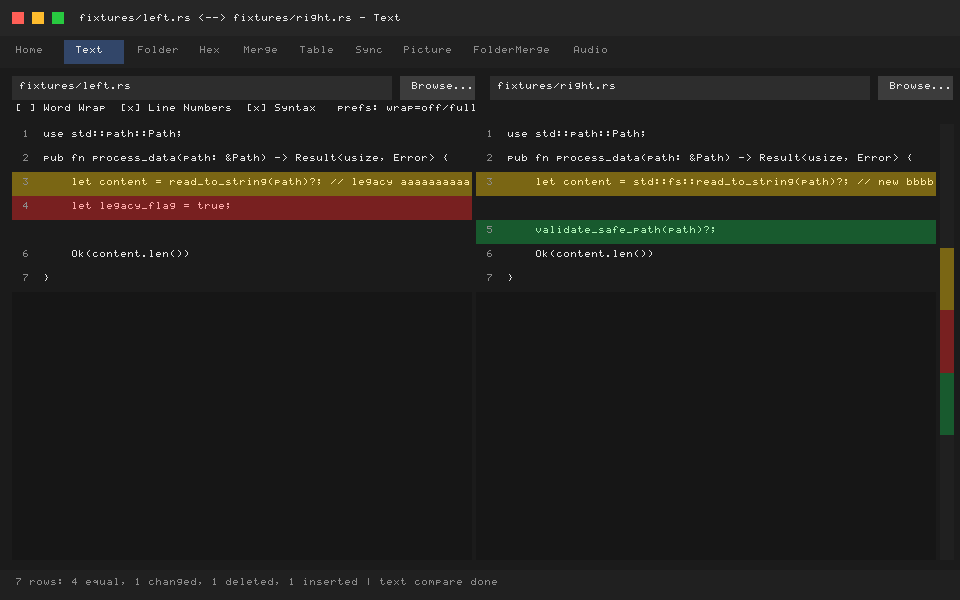 fixtures/left.rs <--> fixtures/right.rs - Text
Home Text Folder Hex Merge Table Sync Picture FolderMerge Audio
fixtures/left.rs Browse... fixtures/right.rs Browse...
[ ] Word Wrap [x] Line Numbers [x] Syntax prefs: wrap=off/full
1 use std::path::Path;
2 pub fn process_data(path: &Path) -> Result<usize, Error> {
3 let content = read_to_string(path)?; // legacy aaaaaaaaaa
4 let legacy_flag = true;
6 Ok(content.len())
7 }
1 use std::path::Path;
2 pub fn process_data(path: &Path) -> Result<usize, Error> {
3 let content = std::fs::read_to_string(path)?; // new bbbb
5 validate_safe_path(path)?;
6 Ok(content.len())
7 }
7 rows: 4 equal, 1 changed, 1 deleted, 1 inserted | text compare done